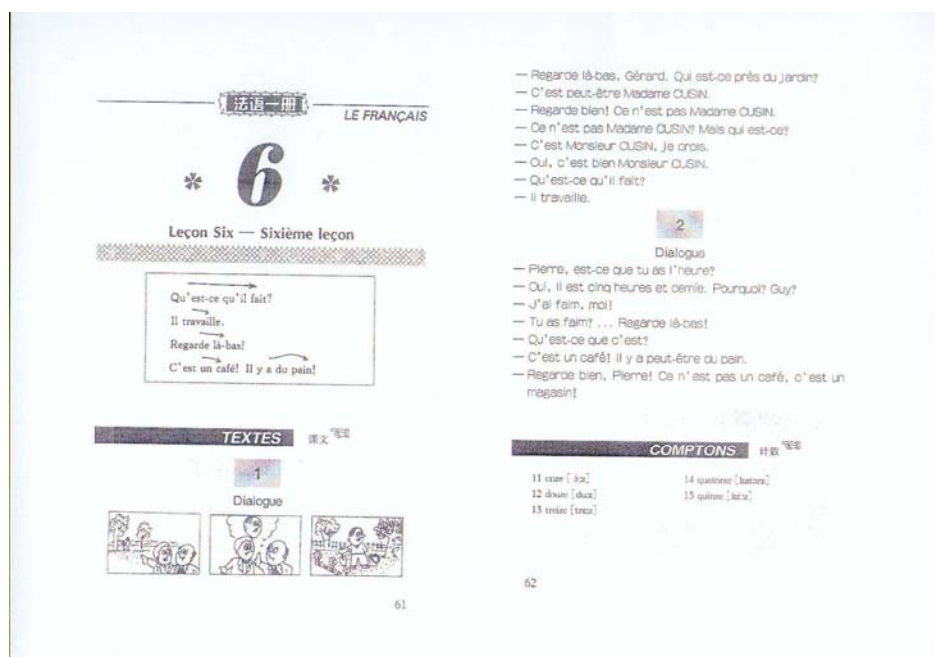 法语一册
LE FRANÇAIS
6
Leçon Six — Sixième leçon
Qu'est-ce qu'il fait?
Il travaille.
Regarde là-bas!
C'est un café! Il y a du pain!
TEXTES 课文
1
Dialogue
61
— Regarde là-bas, Gérard. Qui est-ce près du jardin?
— C'est peut-être Madame CUSIN.
— Regarde bien! Ce n'est pas Madame CUSIN.
— Ce n'est pas Madame CUSIN? Mais qui est-ce?
— C'est Monsieur CUSIN, je crois.
— Oui, c'est bien Monsieur CUSIN.
— Qu'est-ce qu'il fait?
— Il travaille.
2
Dialogue
— Pierre, est-ce que tu as l'heure?
— Oui, il est cinq heures et demie. Pourquoi? Guy?
— J'ai faim, moi!
— Tu as faim? ... Regarde là-bas!
— Qu'est-ce que c'est?
— C'est un café! Il y a peut-être du pain.
— Regarde bien, Pierre! Ce n'est pas un café, c'est un
magasin!
COMPTONS 计数
11 onze
12 douze
13 treize
14 quatorze
15 quinze
62